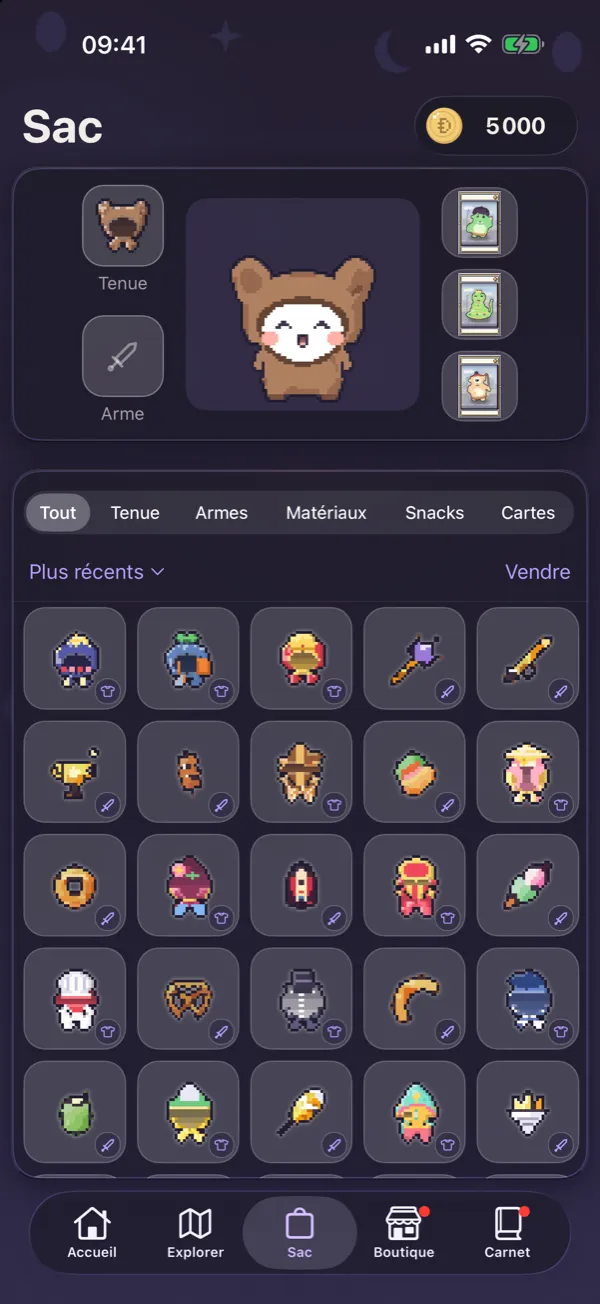 09:41
Sac
5000
Tenue
Arme
Tout Tenue Armes Matériaux Snacks Cartes
Plus récents Vendre
Accueil Explorer Sac Boutique Carnet